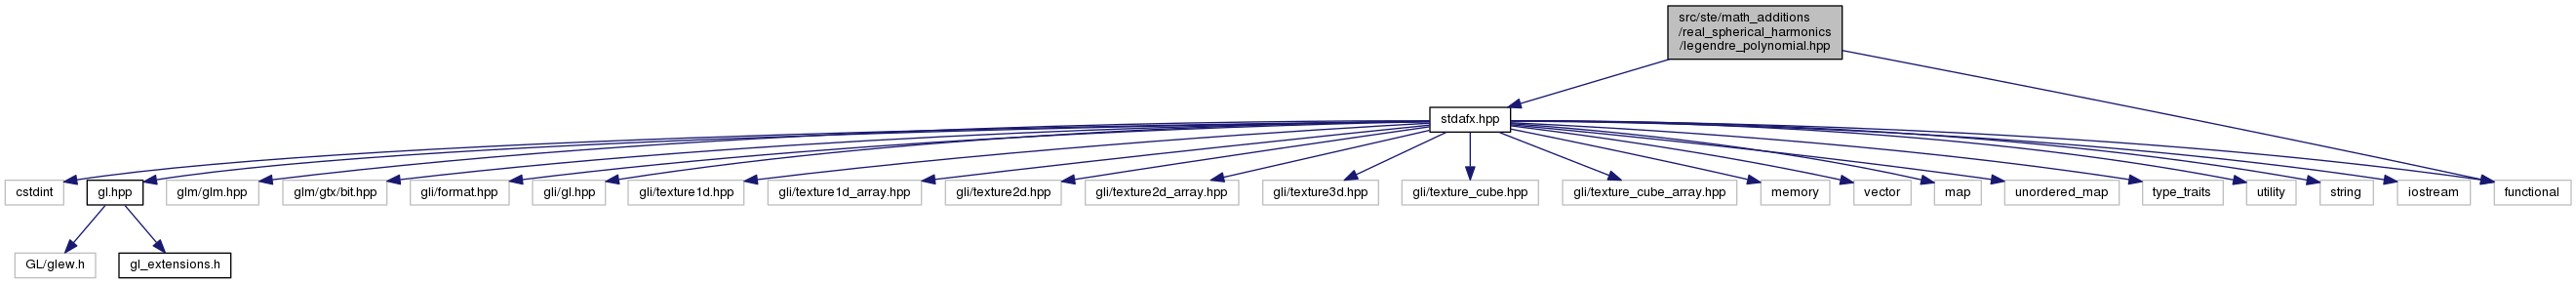 src/ste/math_additions
/real_spherical_harmonics
/legendre_polynomial.hpp
stdafx.hpp
cstdint
gl.hpp
glm/glm.hpp
glm/gtx/bit.hpp
gli/format.hpp
gli/gl.hpp
gli/texture1d.hpp
gli/texture1d_array.hpp
gli/texture2d.hpp
gli/texture2d_array.hpp
gli/texture3d.hpp
gli/texture_cube.hpp
gli/texture_cube_array.hpp
memory
vector
map
unordered_map
type_traits
utility
string
iostream
functional
GL/glew.h
gl_extensions.h